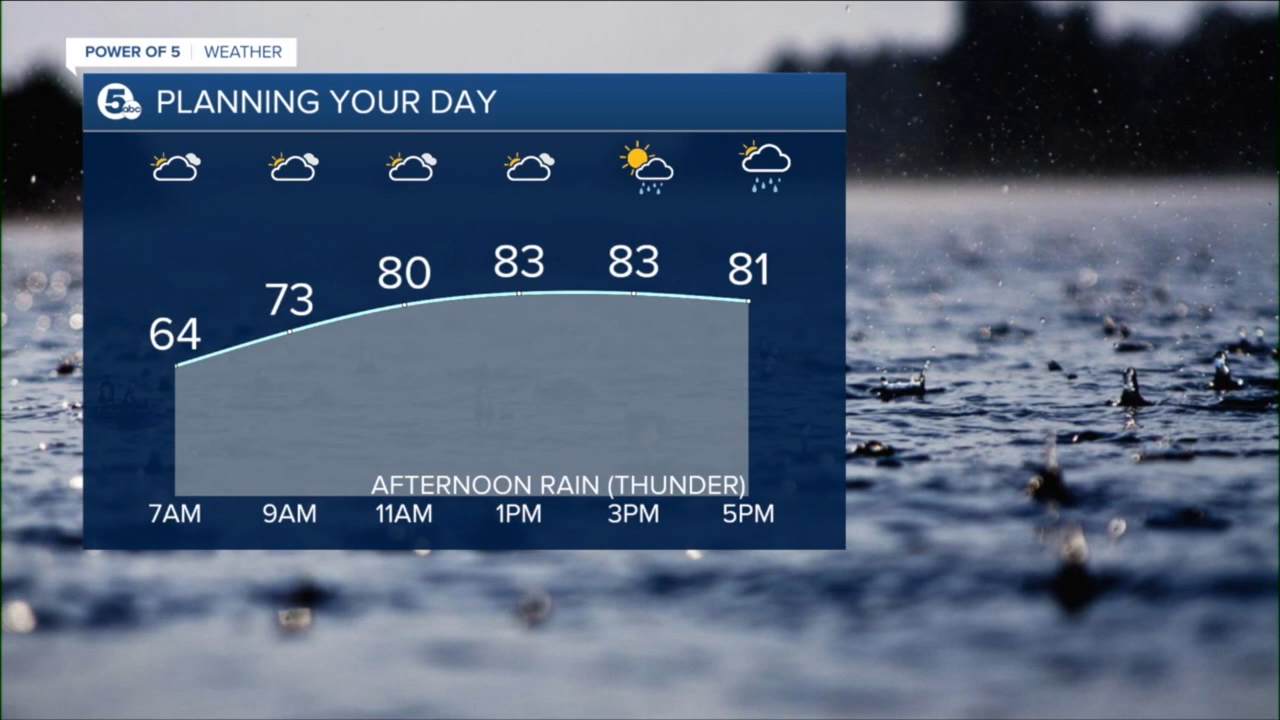 POWER OF 5 | WEATHER
5 abc PLANNING YOUR DAY
64 73 80 83 83 81
AFTERNOON RAIN (THUNDER)
7AM 9AM 11AM 1PM 3PM 5PM